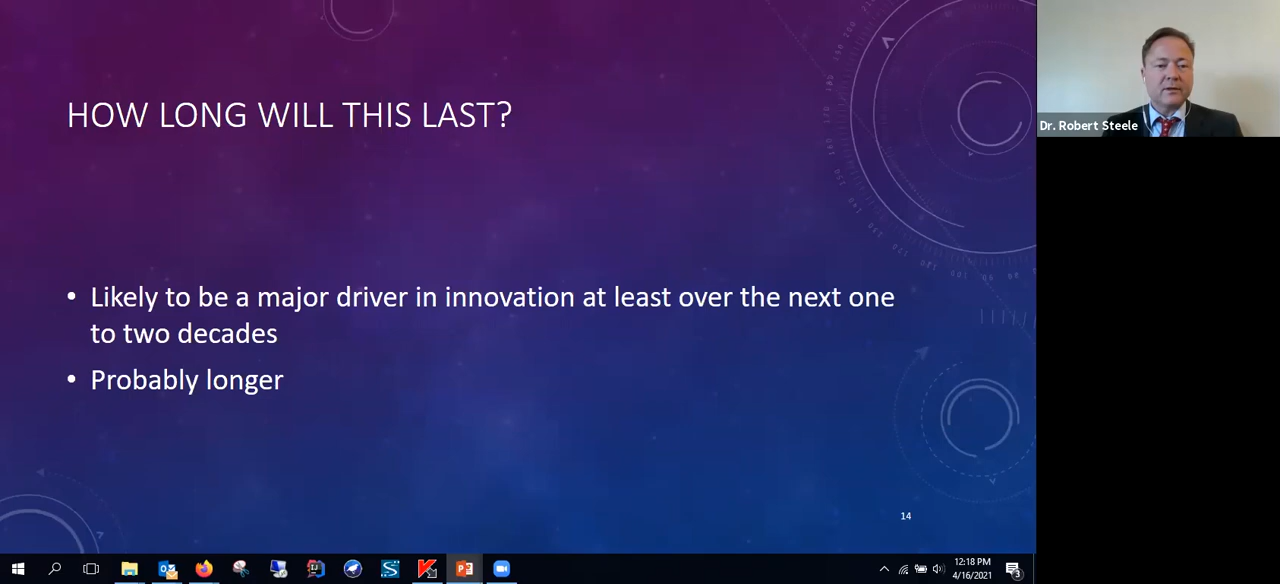 HOW LONG WILL THIS LAST?
Dr. Robert Steele
• Likely to be a major driver in innovation at least over the next one
to two decades
• Probably longer
14
12:18 PM
4/16/2021
3